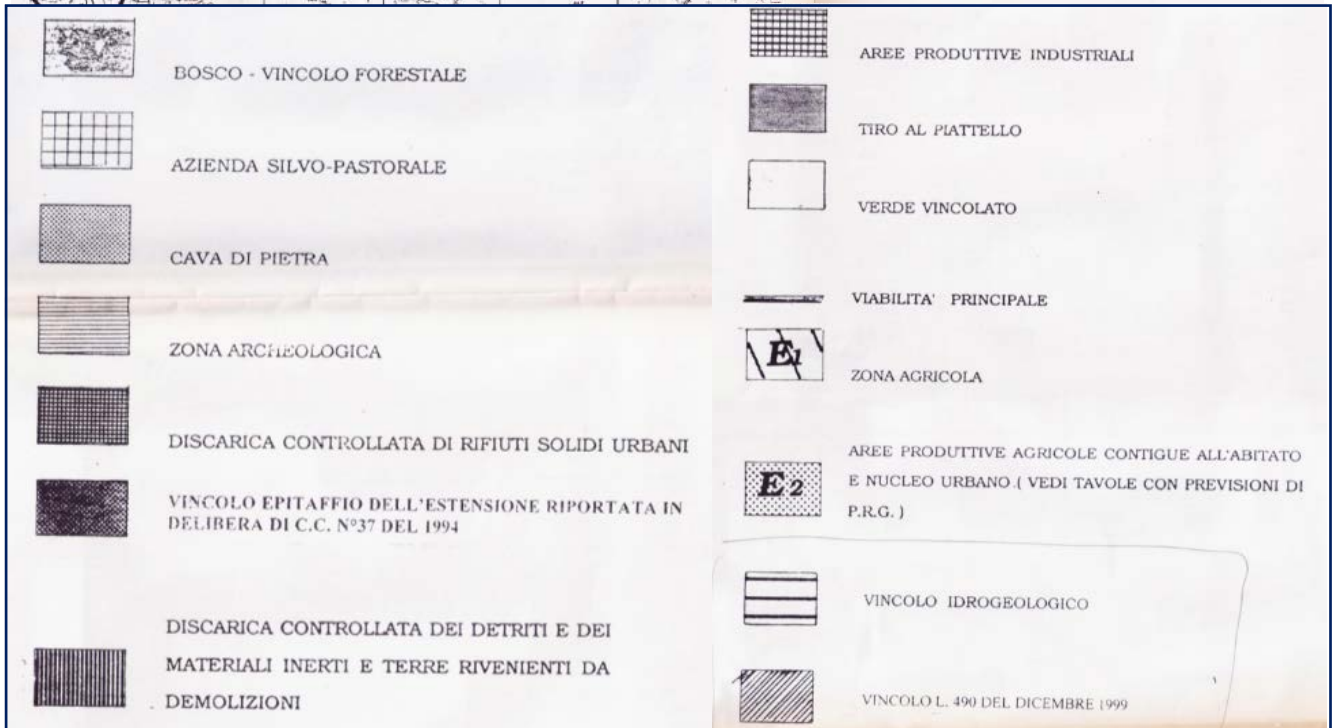 BOSCO - VINCOLO FORESTALE
AZIENDA SILVO-PASTORALE
CAVA DI PIETRA
ZONA ARCHEOLOGICA
DISCARICA CONTROLLATA DI RIFIUTI SOLIDI URBANI
VINCOLO EPITAFFIO DELL'ESTENSIONE RIPORTATA IN
DELIBERA DI C.C. N°37 DEL 1994
DISCARICA CONTROLLATA DEI DETRITI E DEI
MATERIALI INERTI E TERRE RIVENIENTI DA
DEMOLIZIONI
AREE PRODUTTIVE INDUSTRIALI
TIRO AL PIATTELLO
VERDE VINCOLATO
VIABILITA' PRINCIPALE
E1
ZONA AGRICOLA
E2
AREE PRODUTTIVE AGRICOLE CONTIGUE ALL'ABITATO
E NUCLEO URBANO.( VEDI TAVOLE CON PREVISIONI DI
P.R.G. )
VINCOLO IDROGEOLOGICO
VINCOLO L. 490 DEL DICEMBRE 1999